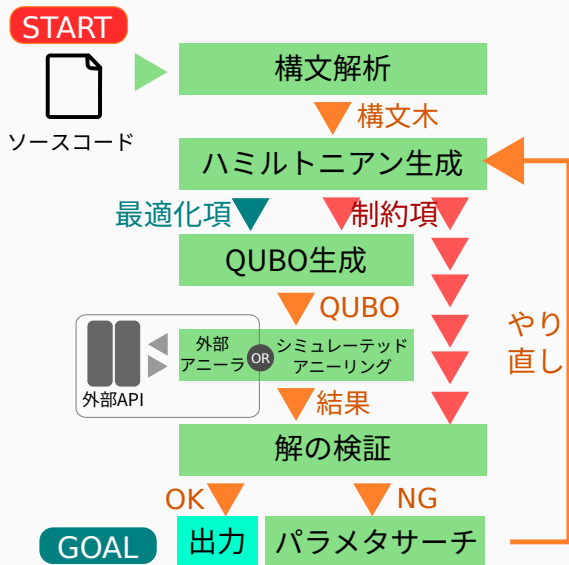 START
ソースコード
構文解析
構文木
ハミルトニアン生成
最適化項
制約項
QUBO生成
QUBO
やり
直し
外部
アニーラ
OR
シミュレーテッド
アニーリング
外部API
結果
解の検証
OK
NG
GOAL
出力
パラメタサーチ